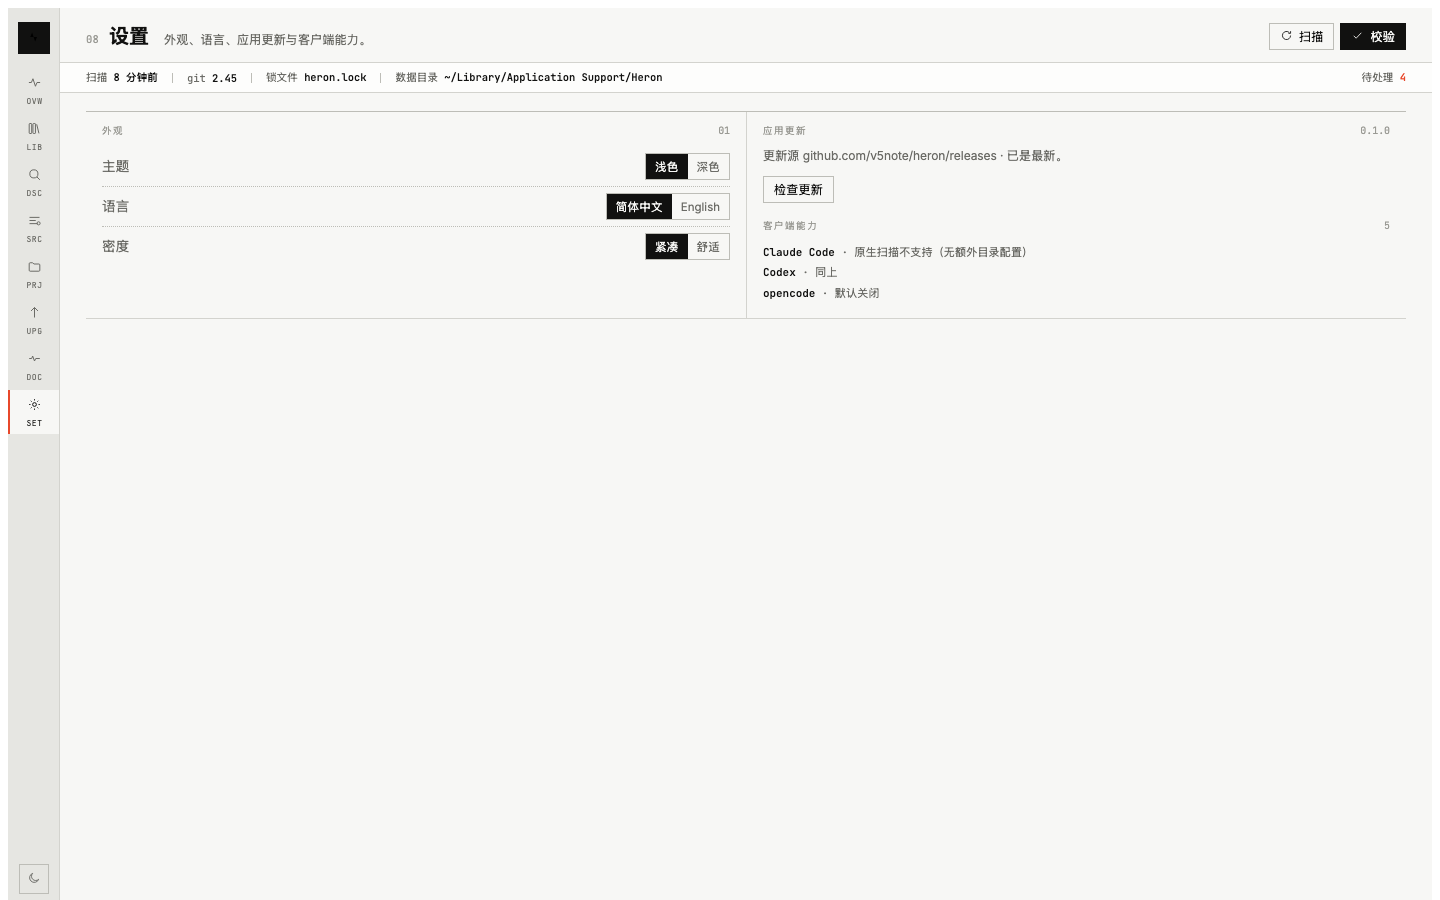 08 设置 外观、语言、应用更新与客户端能力。
扫描
校验
扫描 8 分钟前 git 2.45 锁文件 heron.lock 数据目录 ~/Library/Application Support/Heron
待处理 4
OVW
LIB
DSC
SRC
PRJ
UPG
DOC
SET
外观 01
主题 浅色 深色
语言 简体中文 English
密度 紧凑 舒适
应用更新 0.1.0
更新源 github.com/v5note/heron/releases · 已是最新。
检查更新
客户端能力 5
Claude Code · 原生扫描不支持（无额外目录配置）
Codex · 同上
opencode · 默认关闭